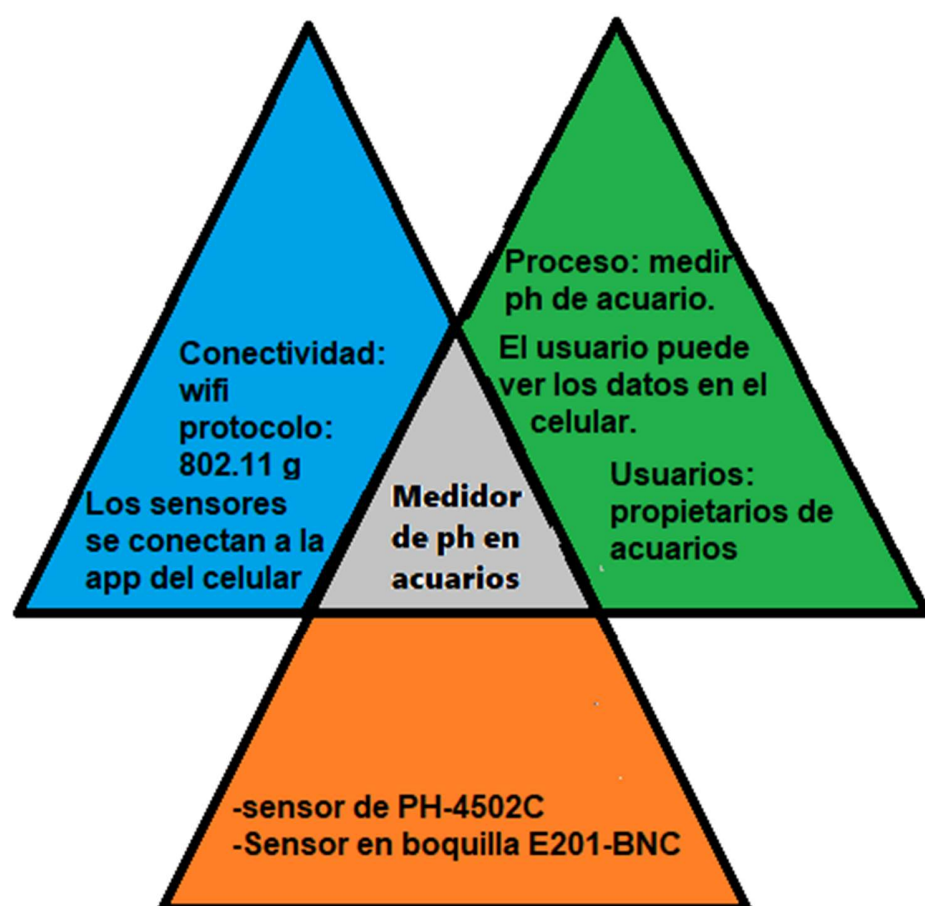 Conectividad:
wifi
protocolo:
802.11 g
Los sensores
se conectan a la
app del celular
Proceso: medir
ph de acuario.
El usuario puede
ver los datos en el
celular.
Usuarios:
propietarios de
acuarios
Medidor
de ph en
acuarios
-sensor de PH-4502C
-Sensor en boquilla E201-BNC